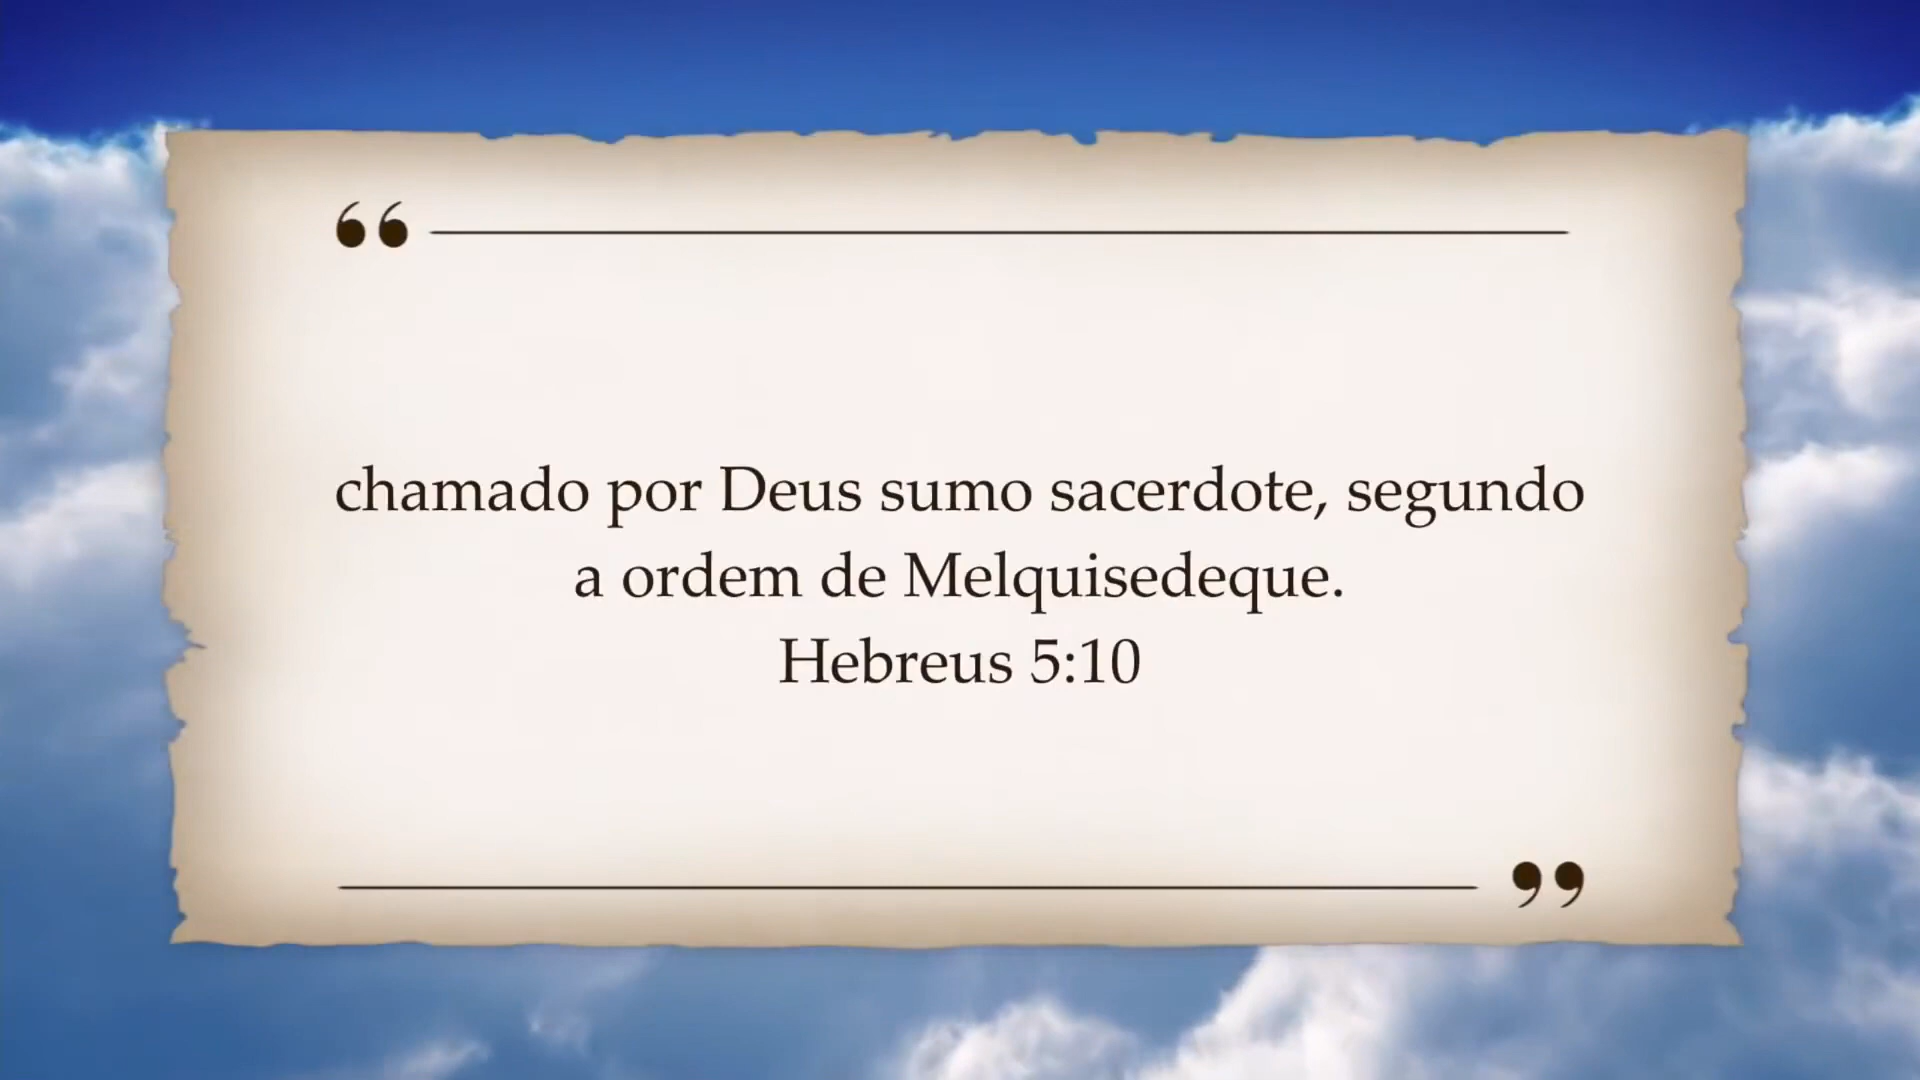 “
chamado por Deus sumo sacerdote, segundo
a ordem de Melquisedeque.
Hebreus 5:10
”